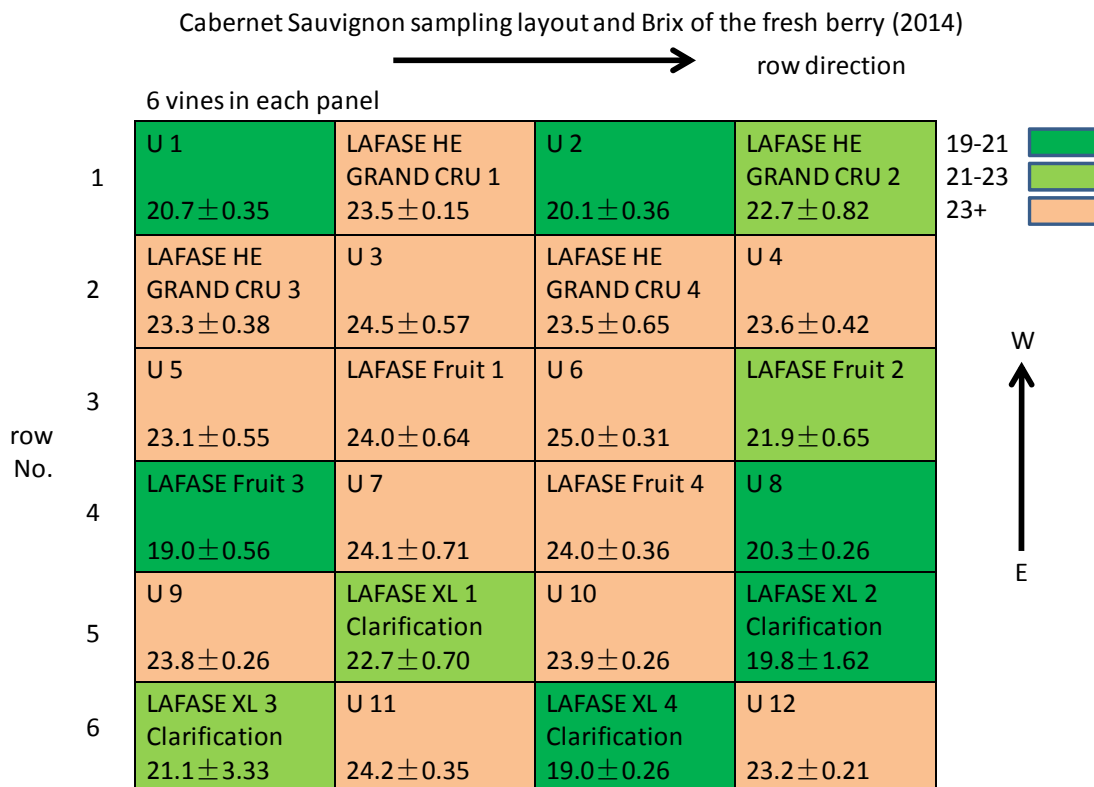 Cabernet Sauvignon sampling layout and Brix of the fresh berry (2014)
row direction
6 vines in each panel
U 1
LAFASE HE
GRAND CRU 1
U 2
LAFASE HE
GRAND CRU 2
1
20.7±0.35
23.5±0.15
20.1±0.36
22.7±0.82
19-21
21-23
23+
LAFASE HE
GRAND CRU 3
U 3
LAFASE HE
GRAND CRU 4
U 4
2
23.3±0.38
24.5±0.57
23.5±0.65
23.6±0.42
W
U 5
LAFASE Fruit 1
U 6
LAFASE Fruit 2
3
23.1±0.55
24.0±0.64
25.0±0.31
21.9±0.65
row
No.
LAFASE Fruit 3
U 7
LAFASE Fruit 4
U 8
4
19.0±0.56
24.1±0.71
24.0±0.36
20.3±0.26
E
U 9
LAFASE XL 1
Clarification
U 10
LAFASE XL 2
Clarification
5
23.8±0.26
22.7±0.70
23.9±0.26
19.8±1.62
LAFASE XL 3
Clarification
U 11
LAFASE XL 4
Clarification
U 12
6
21.1±3.33
24.2±0.35
19.0±0.26
23.2±0.21